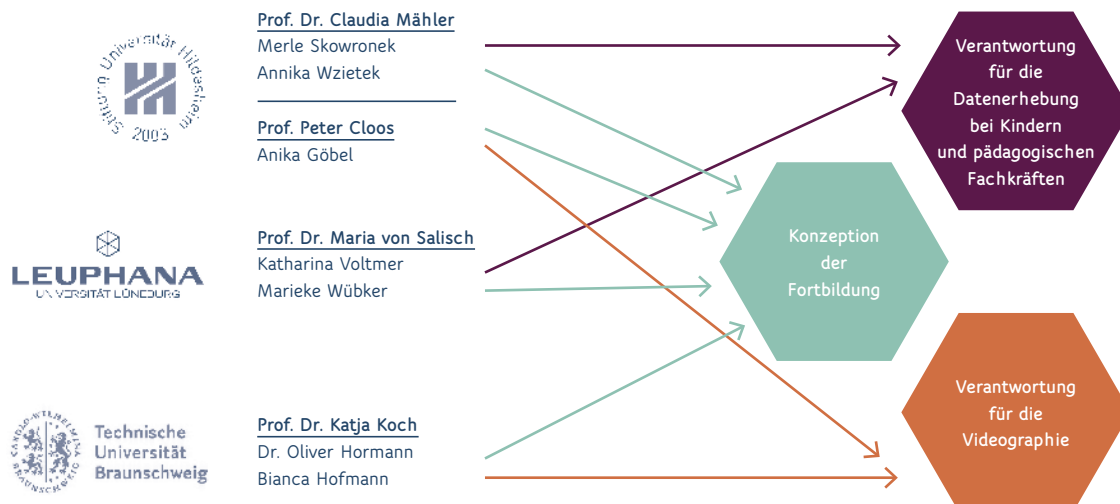 Stiftung Universität Hildesheim
2003
Prof. Dr. Claudia Mähler
Merle Skowronek
Annika Wzietek
Prof. Peter Cloos
Anika Göbel
LEUPHANA
UNIVERSITÄT LÜNEBURG
Prof. Dr. Maria von Salisch
Katharina Voltmer
Marieke Wübker
Technische
Universität
Braunschweig
Prof. Dr. Katja Koch
Dr. Oliver Hormann
Bianca Hofmann
Verantwortung
für die
Datenerhebung
bei Kindern
und pädagogischen
Fachkräften
Konzeption
der
Fortbildung
Verantwortung
für die
Videographie